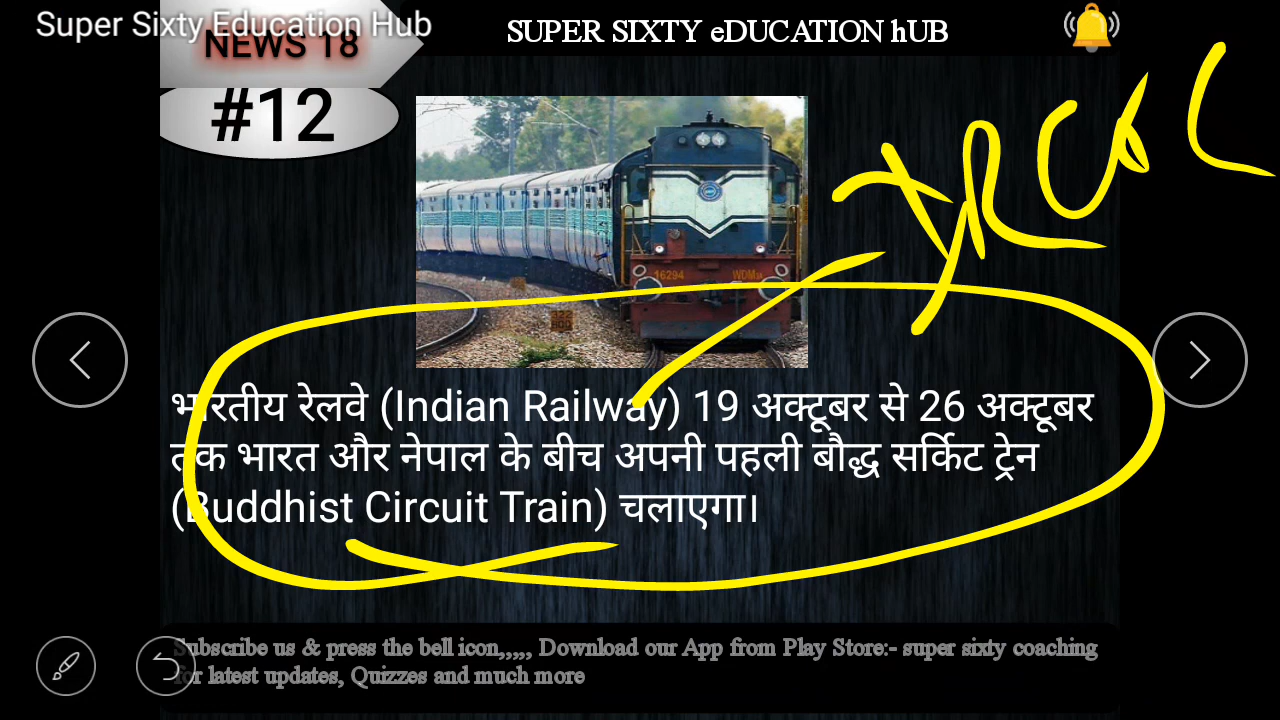 Super Sixty Education Hub
SUPER SIXTY eDUCATION hUB
NEWS 18
#12
16294
भारतीय रेलवे (Indian Railway) 19 अक्टूबर से 26 अक्टूबर
तक भारत और नेपाल के बीच अपनी पहली बौद्ध सर्किट ट्रेन
(Buddhist Circuit Train) चलाएगा।
Subscribe us & press the bell icon,,,,, Download our App from Play Store:- super sixty coaching
for latest updates, Quizzes and much more